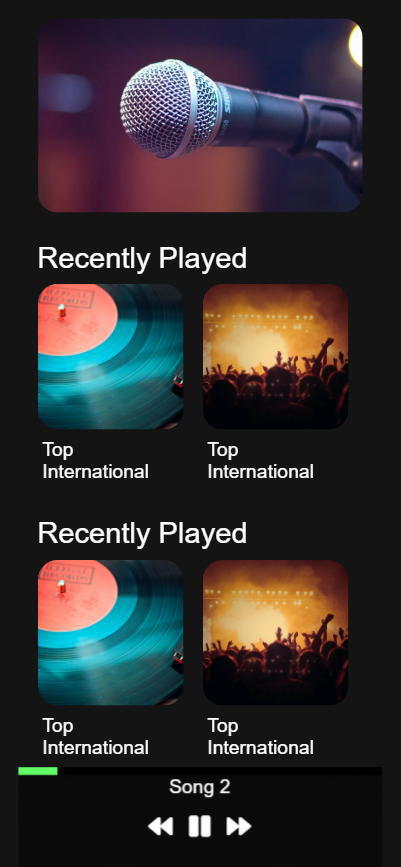 Recently Played
Top
International
Top
International
Recently Played
Top
International
Top
International
Song 2